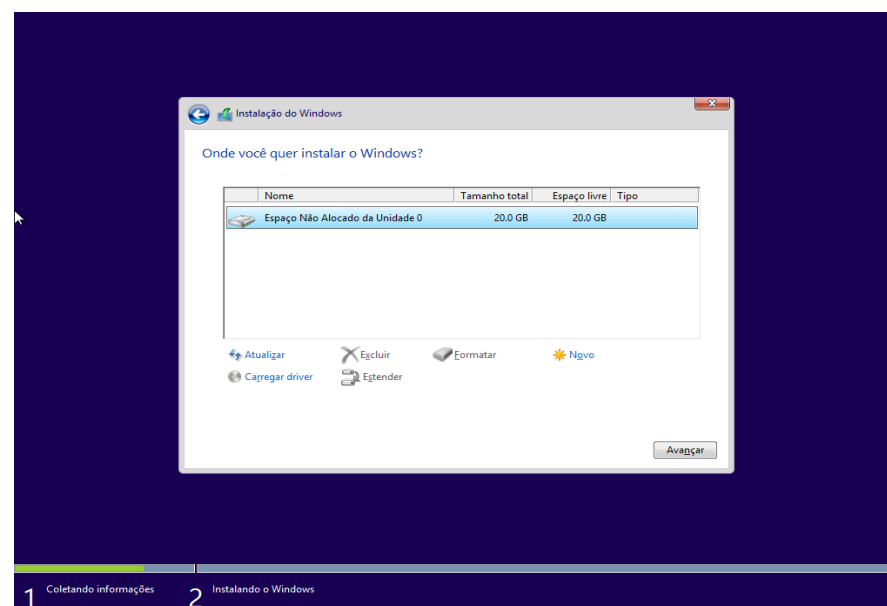 Instalação do Windows
Onde você quer instalar o Windows?
Nome Tamanho total Espaço livre Tipo
Espaço Não Alocado da Unidade 0 20.0 GB 20.0 GB
Atualizar Excluir Formatar Novo
Carregar driver Estender
Avançar
1 Coletando informações 2 Instalando o Windows